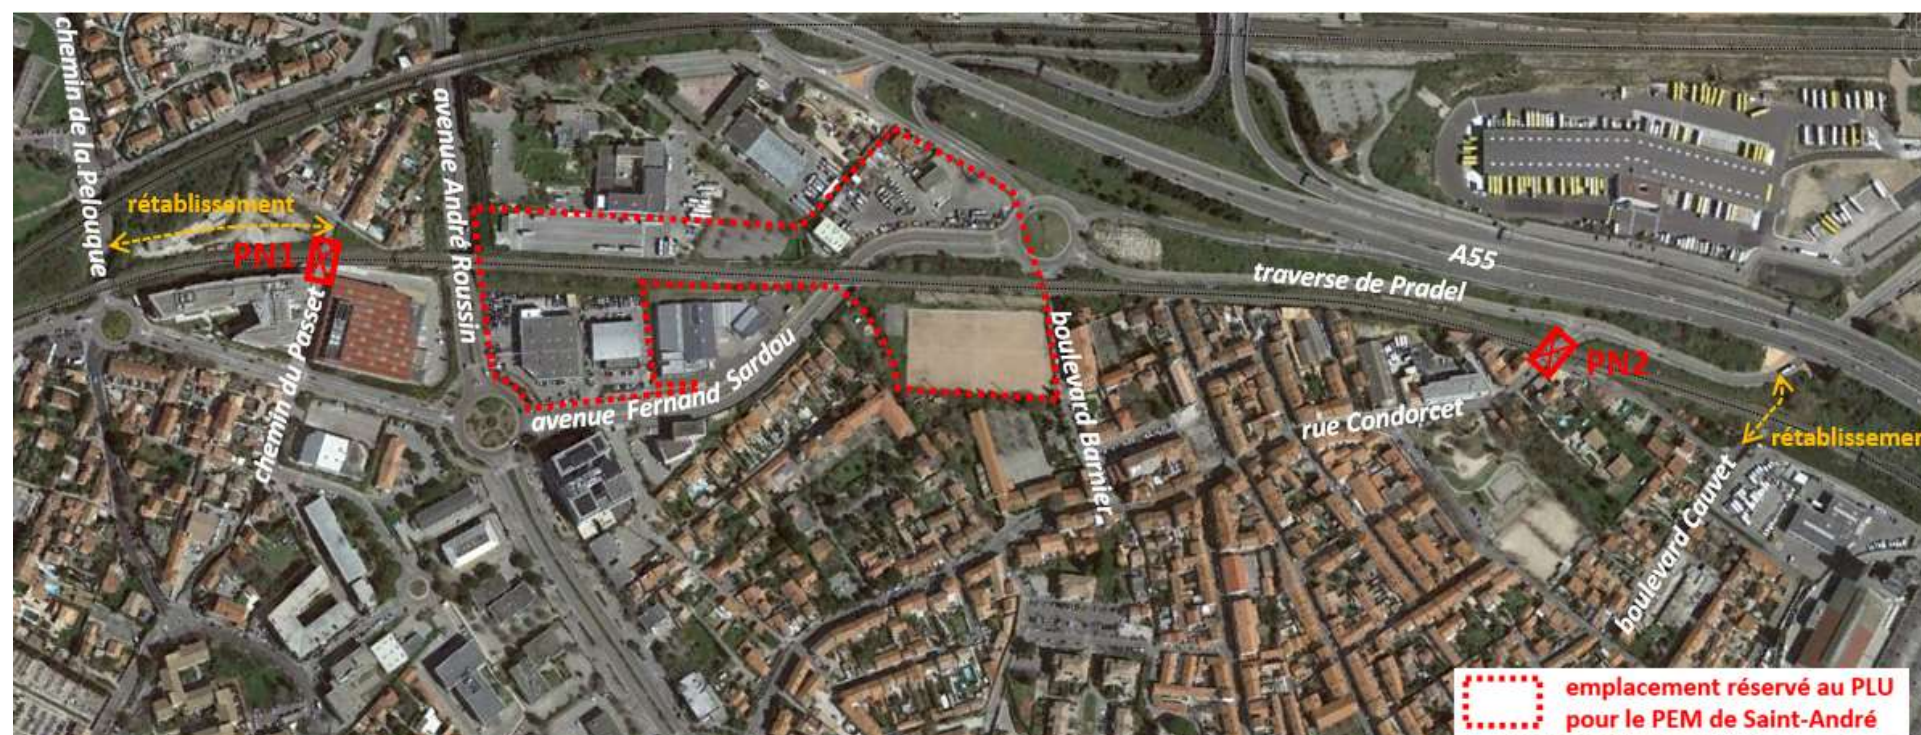 chemin de la Pelouque
avenue André Roussin
rétablissement
PN1
chemin du Passet
avenue Fernand Sardou
boulevard Barnier
A55
traverse de Pradel
PN2
rue Condorcet
rétablissemen
boulevard Cauvet
emplacement réservé au PLU
pour le PEM de Saint-André